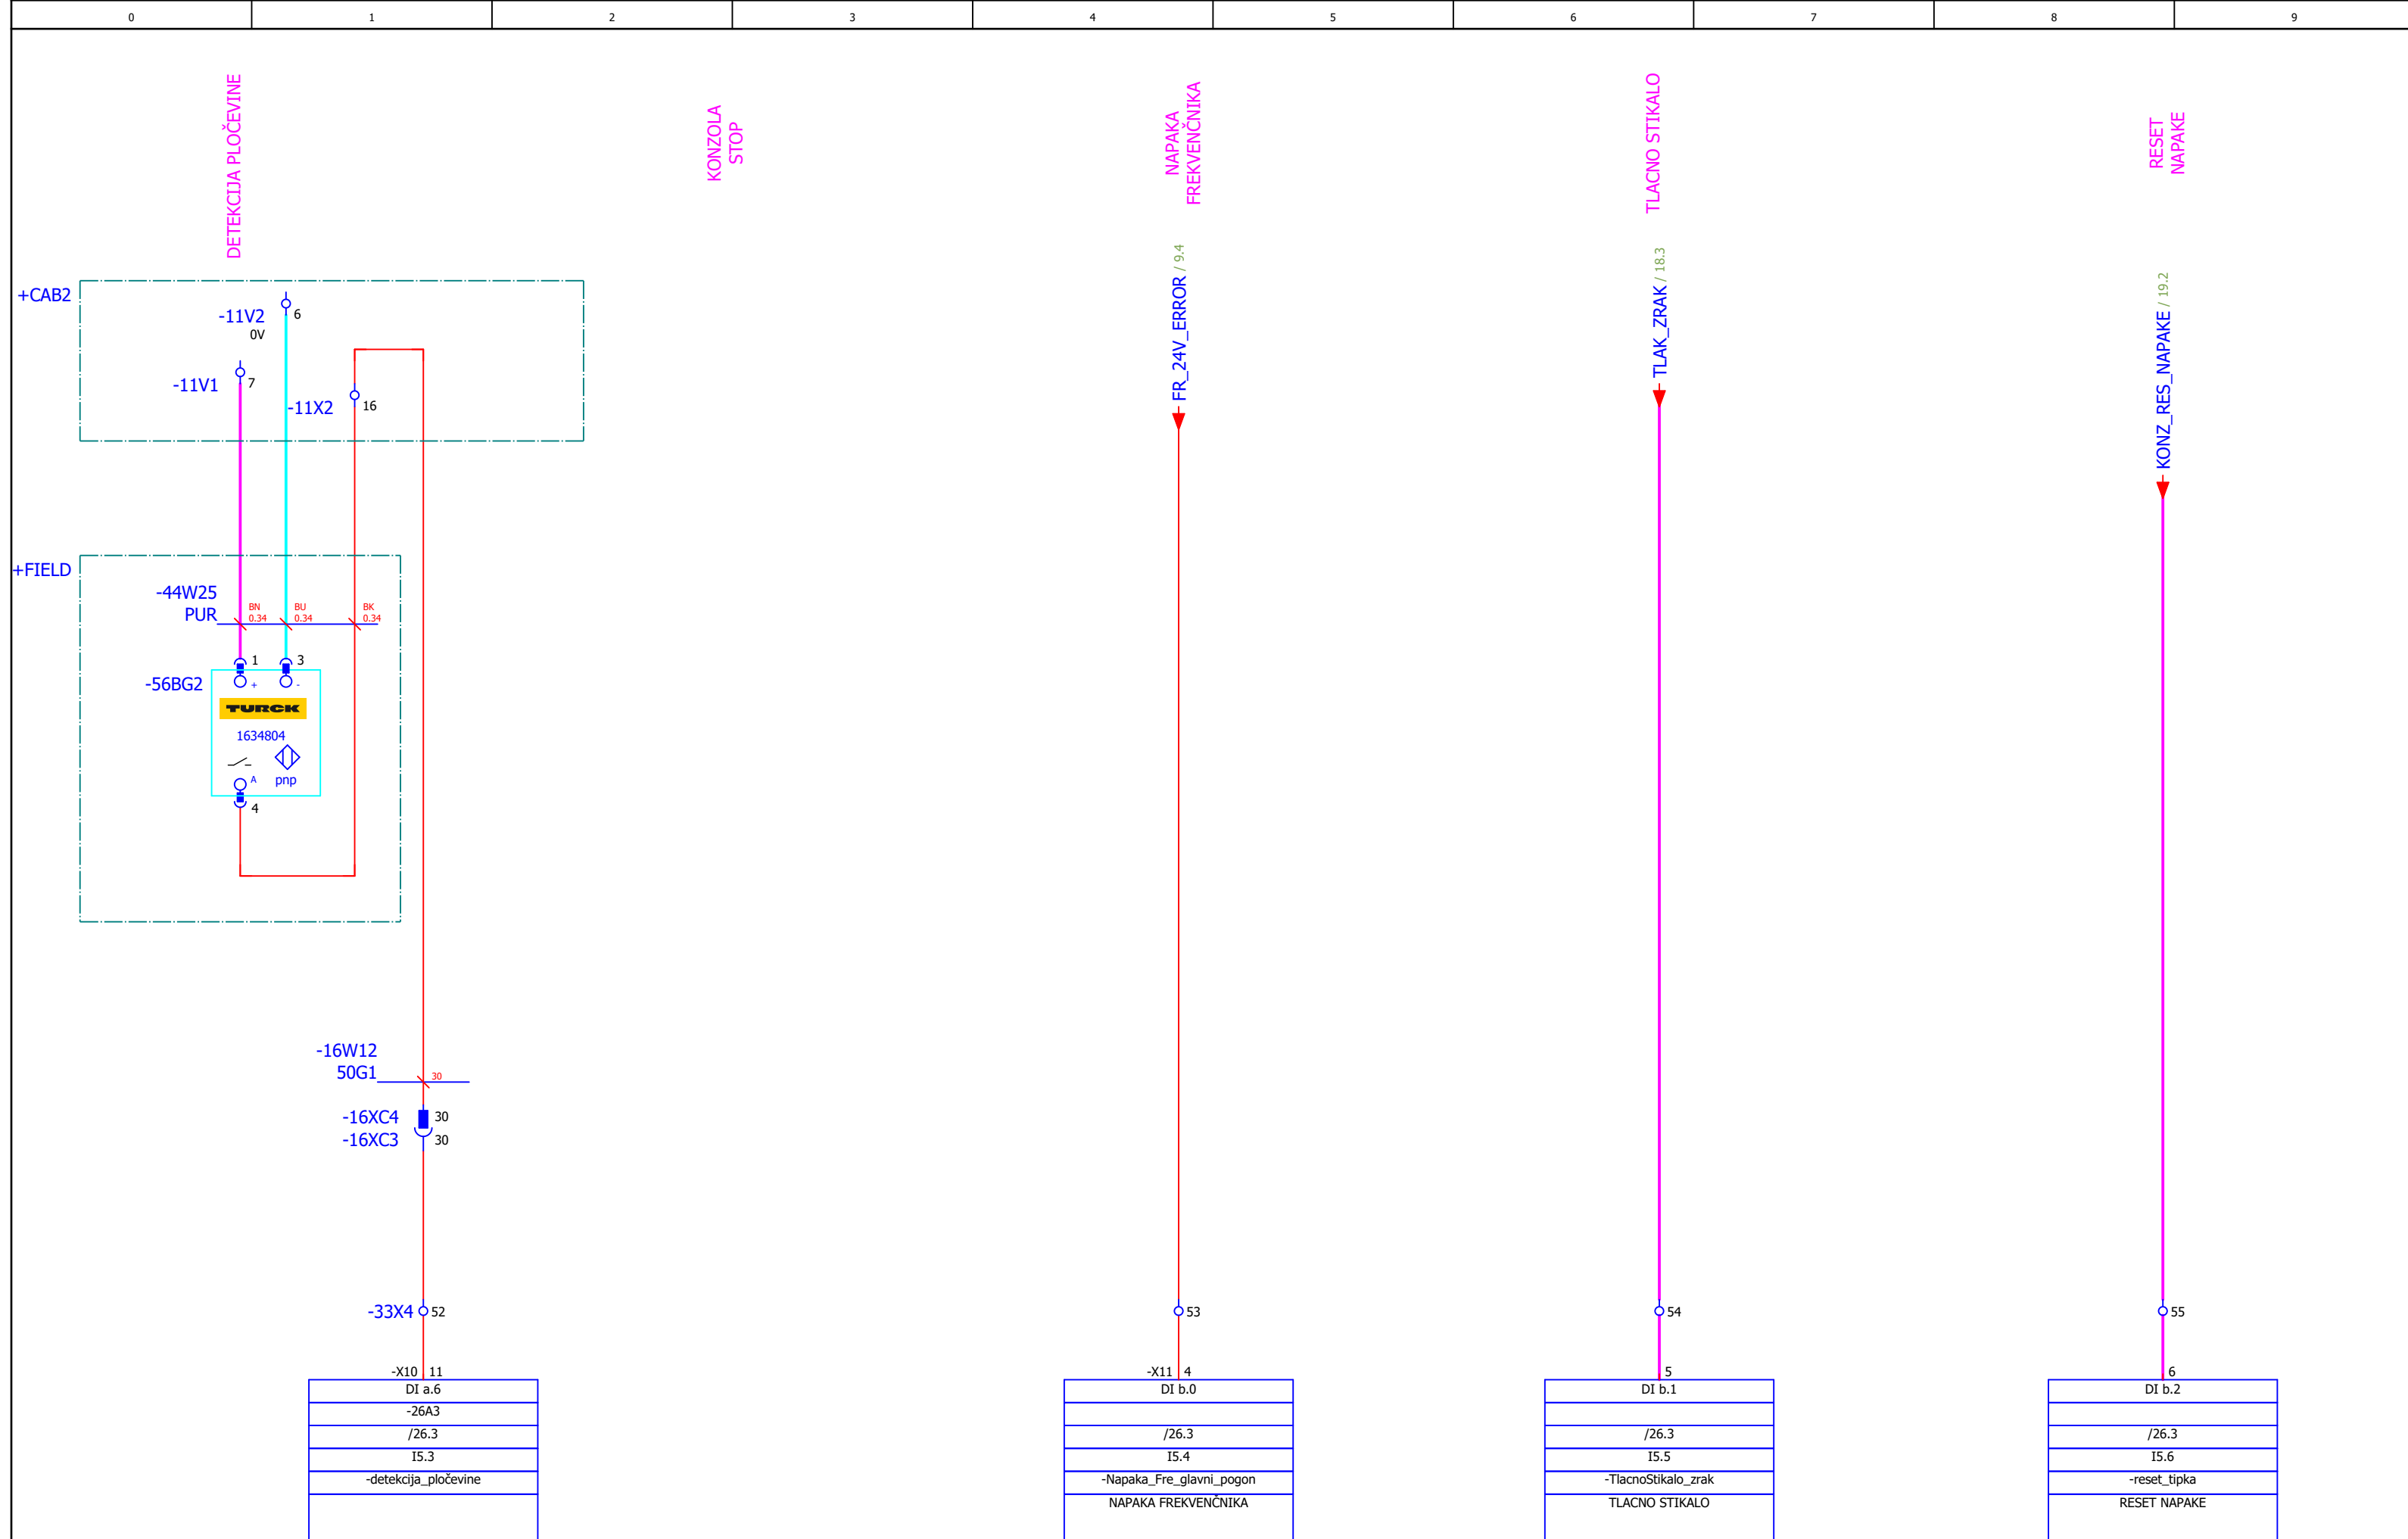 0 1 2 3 4 5 6 7 8 9
DETEKCIJA PLOČEVINE
KONZOLA
STOP
NAPAKA
FREKVENČNIKA
TLACNO STIKALO
RESET
NAPAKE
FR_24V_ERROR / 9.4
TLAK_ZRAK / 18.3
KONZ_RES_NAPAKE / 19.2
+CAB2
-11V2
6
0V
-11V1
7
-11X2
16
+FIELD
-44W25
PUR
BN
0.34
BU
0.34
BK
0.34
1
3
-56BG2
+
-
TURCK
1634804
A
pnp
4
-16W12
50G1
30
-16XC4
30
-16XC3
30
-33X4
52
53
54
55
-X10 11
DI a.6
-26A3
/26.3
I5.3
-detekcija_pločevine
-X11 4
DI b.0
/26.3
I5.4
-Napaka_Fre_glavni_pogon
NAPAKA FREKVENČNIKA
5
DI b.1
/26.3
I5.5
-TlacnoStikalo_zrak
TLACNO STIKALO
6
DI b.2
/26.3
I5.6
-reset_tipka
RESET NAPAKE